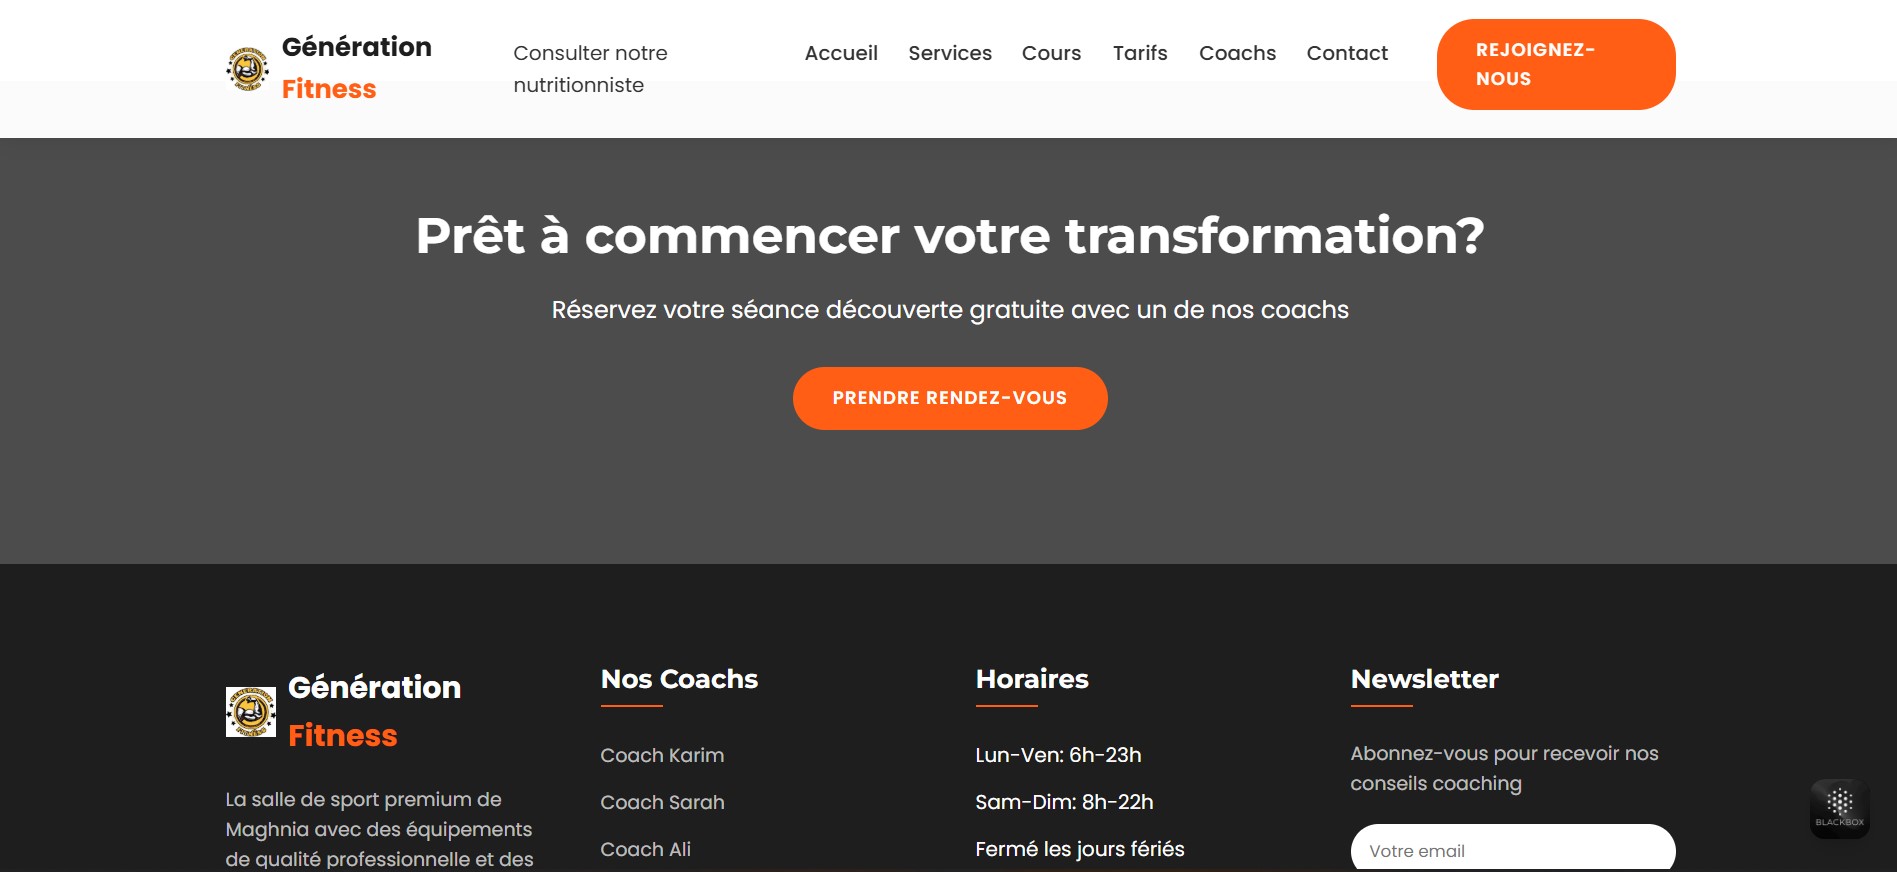 Génération
Fitness
Consulter notre
nutritionniste
Accueil Services Cours Tarifs Coachs Contact
REJOIGNEZ-
NOUS
Prêt à commencer votre transformation?
Réservez votre séance découverte gratuite avec un de nos coachs
PRENDRE RENDEZ-VOUS
GÉNÉRATION
FITNESS
Génération
Fitness
La salle de sport premium de
Maghnia avec des équipements
de qualité professionnelle et des
Nos Coachs
Coach Karim
Coach Sarah
Coach Ali
Horaires
Lun-Ven: 6h-23h
Sam-Dim: 8h-22h
Fermé les jours fériés
Newsletter
Abonnez-vous pour recevoir nos
conseils coaching
Votre email
BLACKBOX